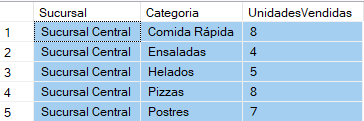 Sucursal Categoria UnidadesVendidas
1 Sucursal Central Comida Rápida 8
2 Sucursal Central Ensaladas 4
3 Sucursal Central Helados 5
4 Sucursal Central Pizzas 8
5 Sucursal Central Postres 7